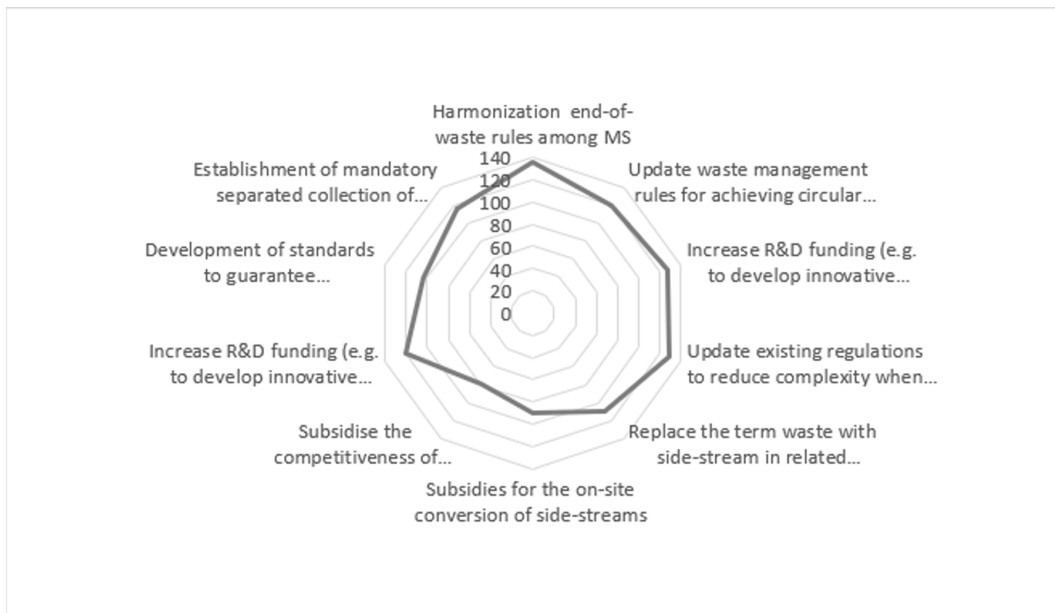 Harmonization end-of-
waste rules among MS
Update waste management
rules for achieving circular...
Increase R&D funding (e.g.
to develop innovative...
Update existing regulations
to reduce complexity when...
Replace the term waste with
side-stream in related...
Subsidies for the on-site
conversion of side-streams
Subsidise the
competitiveness of...
Increase R&D funding (e.g.
to develop innovative...
Development of standards
to guarantee...
Establishment of mandatory
separated collection of...
140
120
100
80
60
40
20
0